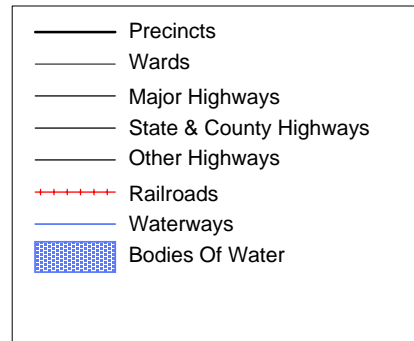 Precincts
Wards
Major Highways
State & County Highways
Other Highways
Railroads
Waterways
Bodies Of Water